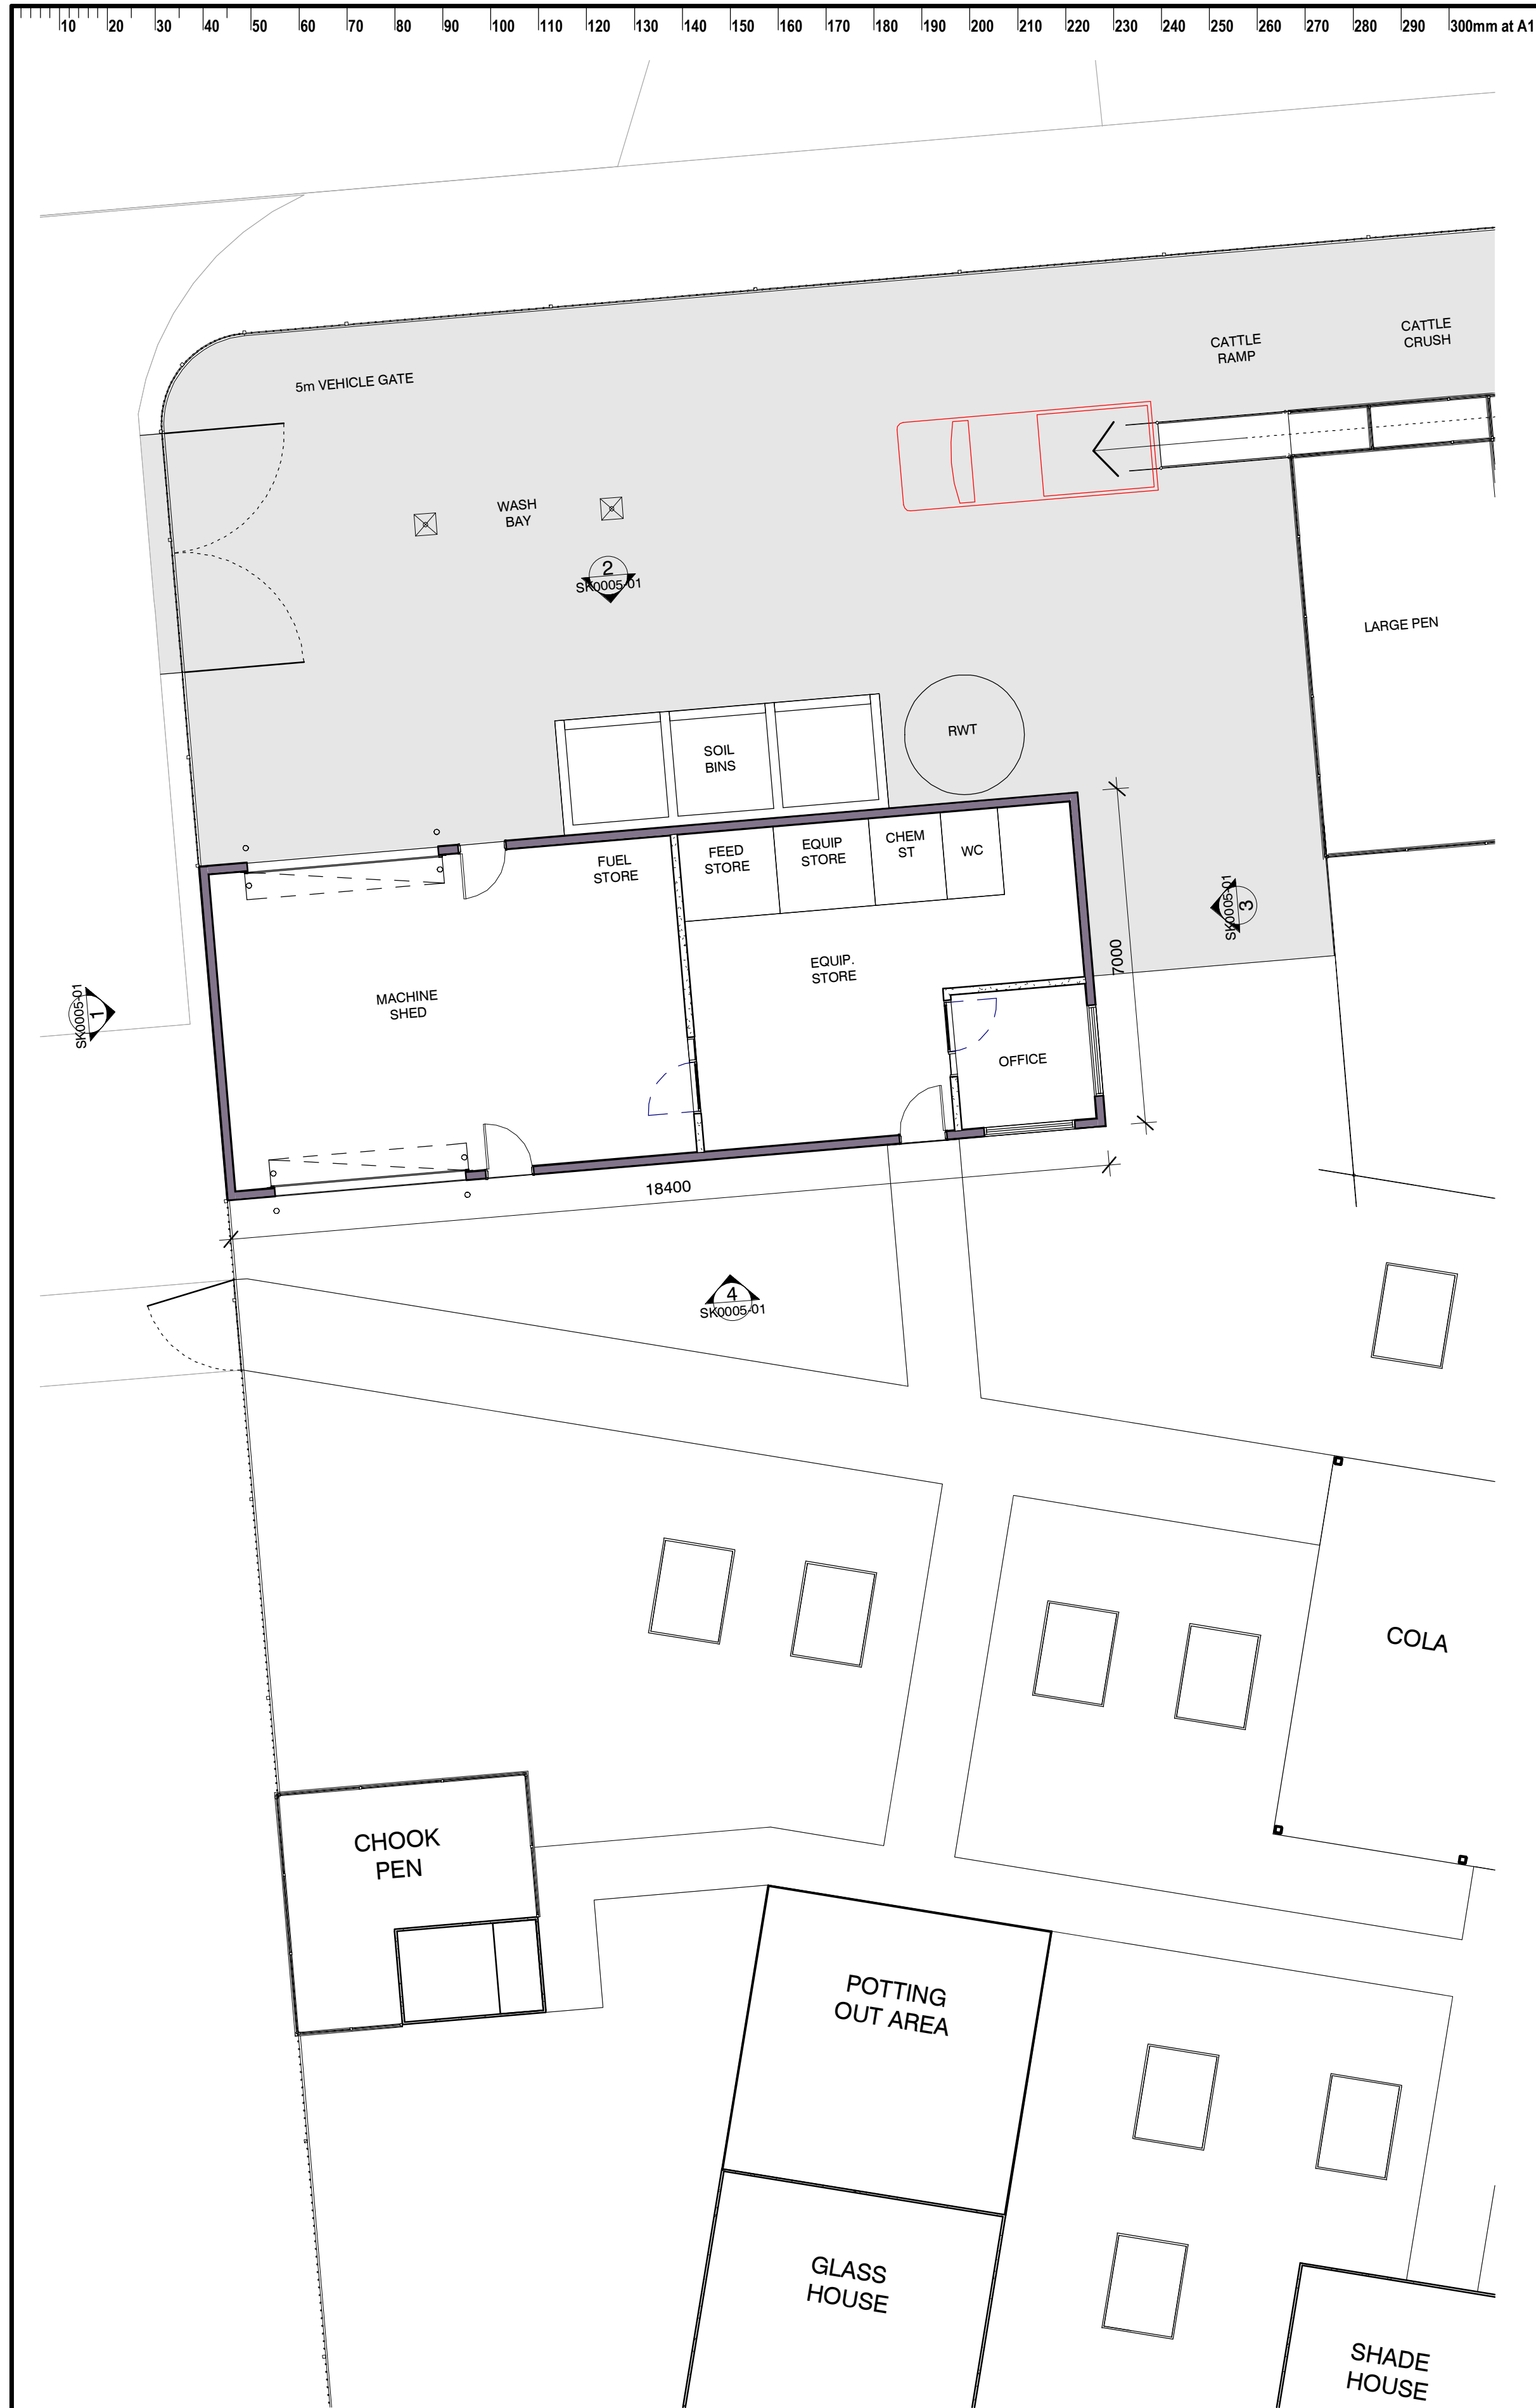 10 20 30 40 50 60 70 80 90 100 110 120 130 140 150 160 170 180 190 200 210 220 230 240 250 260 270 280 290 300mm at A1
CATTLE
CRUSH
CATTLE
RAMP
5m VEHICLE GATE
WASH
BAY
2
SK0005-01
LARGE PEN
RWT
SOIL
BINS
FUEL
STORE
FEED
STORE
EQUIP
STORE
CHEM
ST
WC
3
SK0005-01
7000
EQUIP.
STORE
MACHINE
SHED
1
SK0005-01
OFFICE
18400
4
SK0005-01
COLA
CHOOK
PEN
POTTING
OUT AREA
GLASS
HOUSE
SHADE
HOUSE